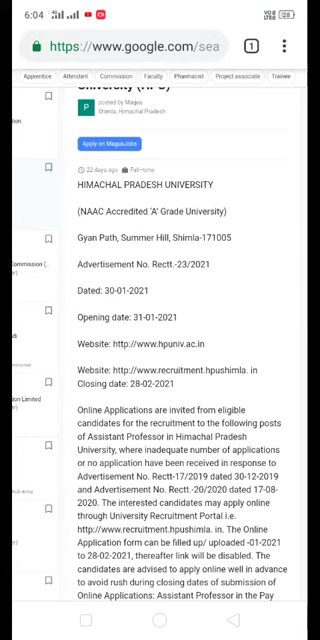 6:04
28
https://www.google.com/sea
1
Apprentice Attendant Commission Faculty Pharmacist Project associate Trainee
P
posted by Magus
Shimla, Himachal Pradesh
Apply on MagusJobs
22 days ago Full-time
HIMACHAL PRADESH UNIVERSITY
(NAAC Accredited 'A' Grade University)
Gyan Path, Summer Hill, Shimla-171005
Advertisement No. Rectt.-23/2021
Dated: 30-01-2021
Opening date: 31-01-2021
Website: http://www.hpuniv.ac.in
Website: http://www.recruitment.hpushimla. in
Closing date: 28-02-2021
Online Applications are invited from eligible
candidates for the recruitment to the following posts
of Assistant Professor in Himachal Pradesh
University, where inadequate number of applications
or no application have been received in response to
Advertisement No. Rectt-17/2019 dated 30-12-2019
and Advertisement No. Rectt.-20/2020 dated 17-08-
2020. The interested candidates may apply online
through University Recruitment Portal i.e.
http://www.recruitment.hpushimla. in. The Online
Application form can be filled up/ uploaded -01-2021
to 28-02-2021, thereafter link will be disabled. The
candidates are advised to apply online well in advance
to avoid rush during closing dates of submission of
Online Applications: Assistant Professor in the Pay